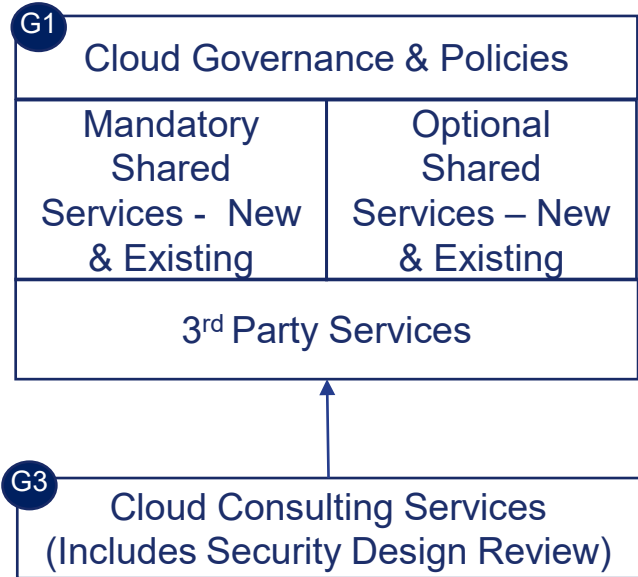 G1
Cloud Governance & Policies
Mandatory
Shared
Services - New
& Existing
Optional
Shared
Services – New
& Existing
3rd Party Services
G3
Cloud Consulting Services
(Includes Security Design Review)